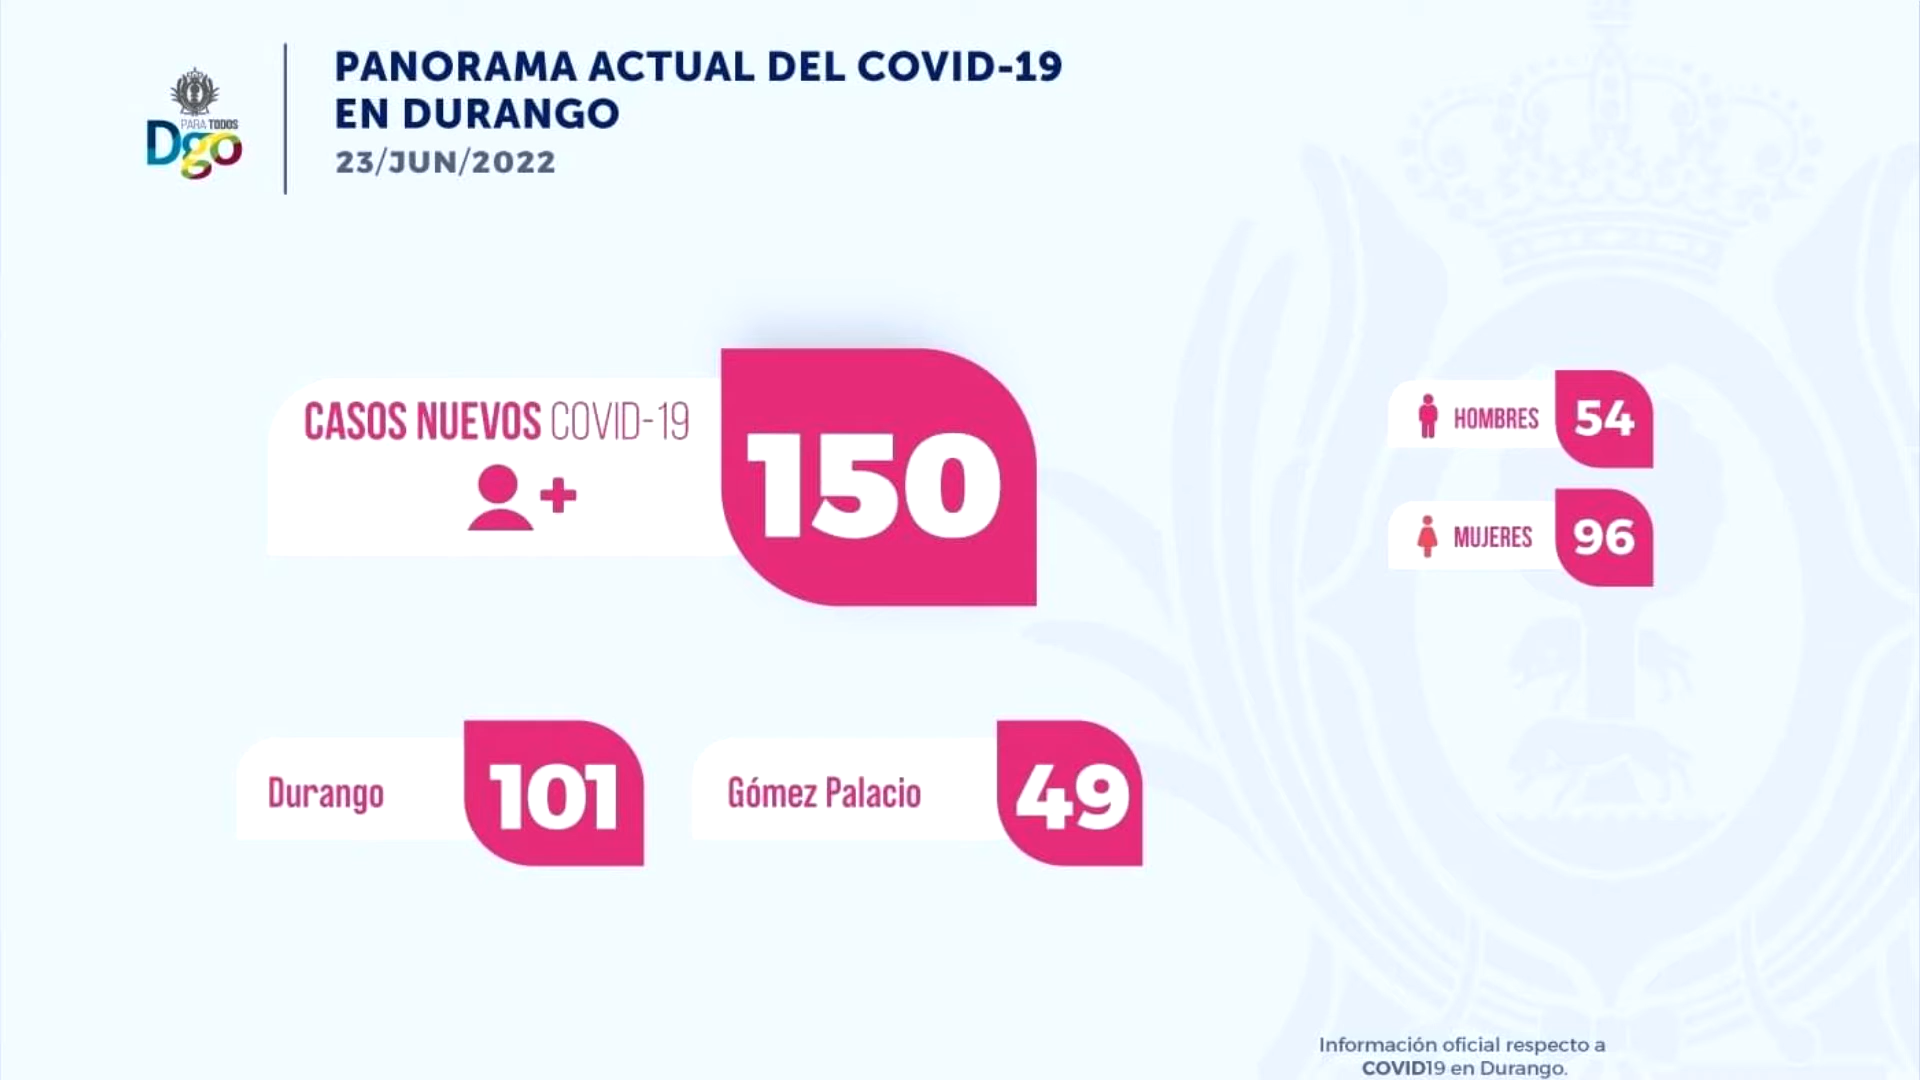 PARA TODOS
Dgo
PANORAMA ACTUAL DEL COVID-19
EN DURANGO
23/JUN/2022
CASOS NUEVOS COVID-19
150
HOMBRES 54
MUJERES 96
Durango 101
Gómez Palacio 49
Información oficial respecto a
COVID19 en Durango.